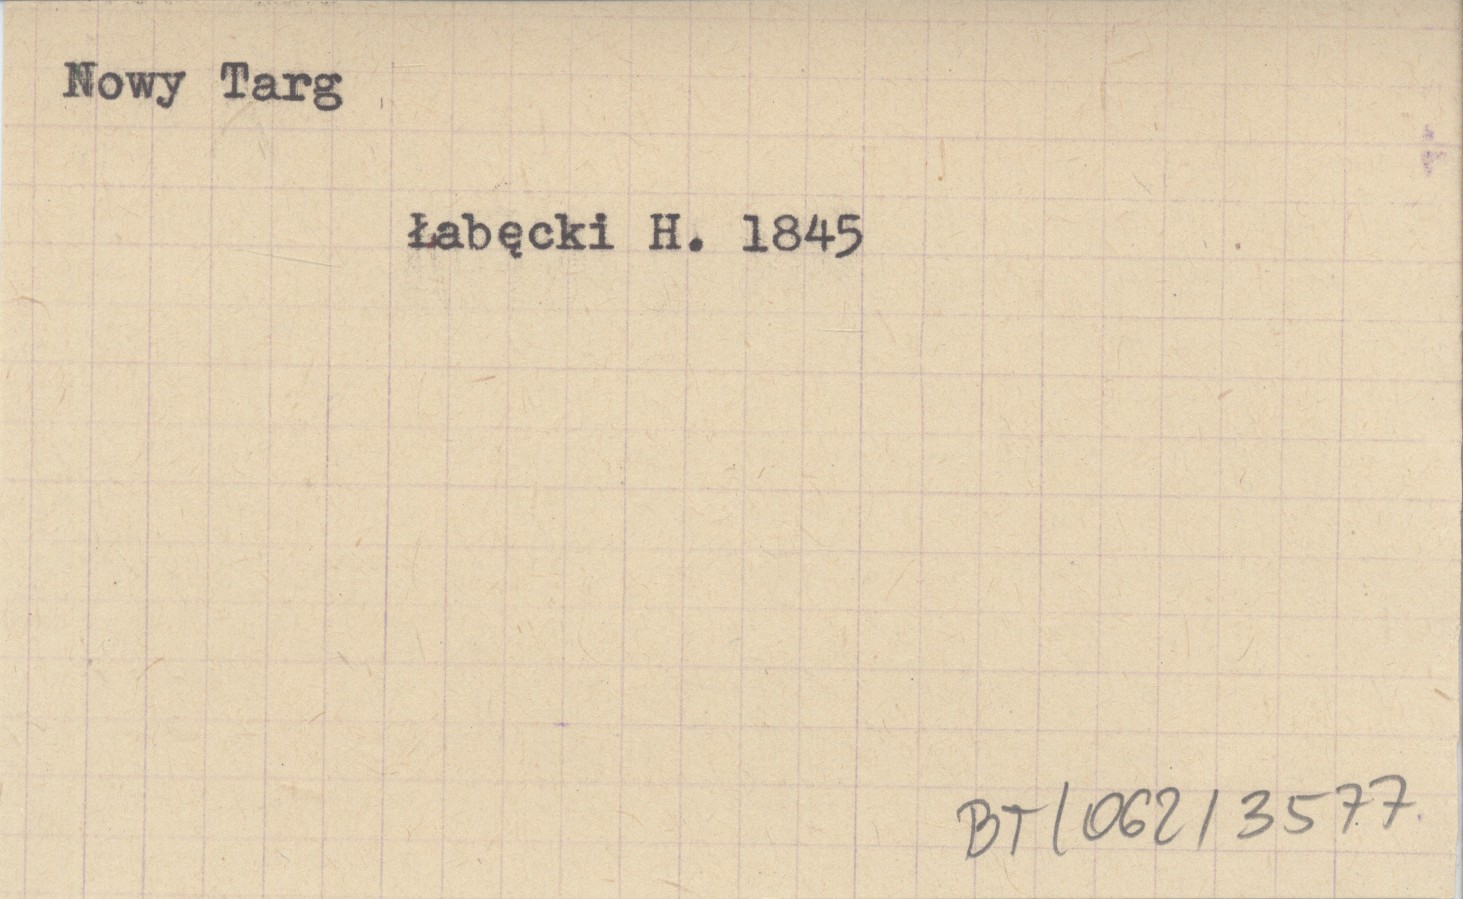 Nowy Targ
Łabęcki H. 1845
BT/062/3577.